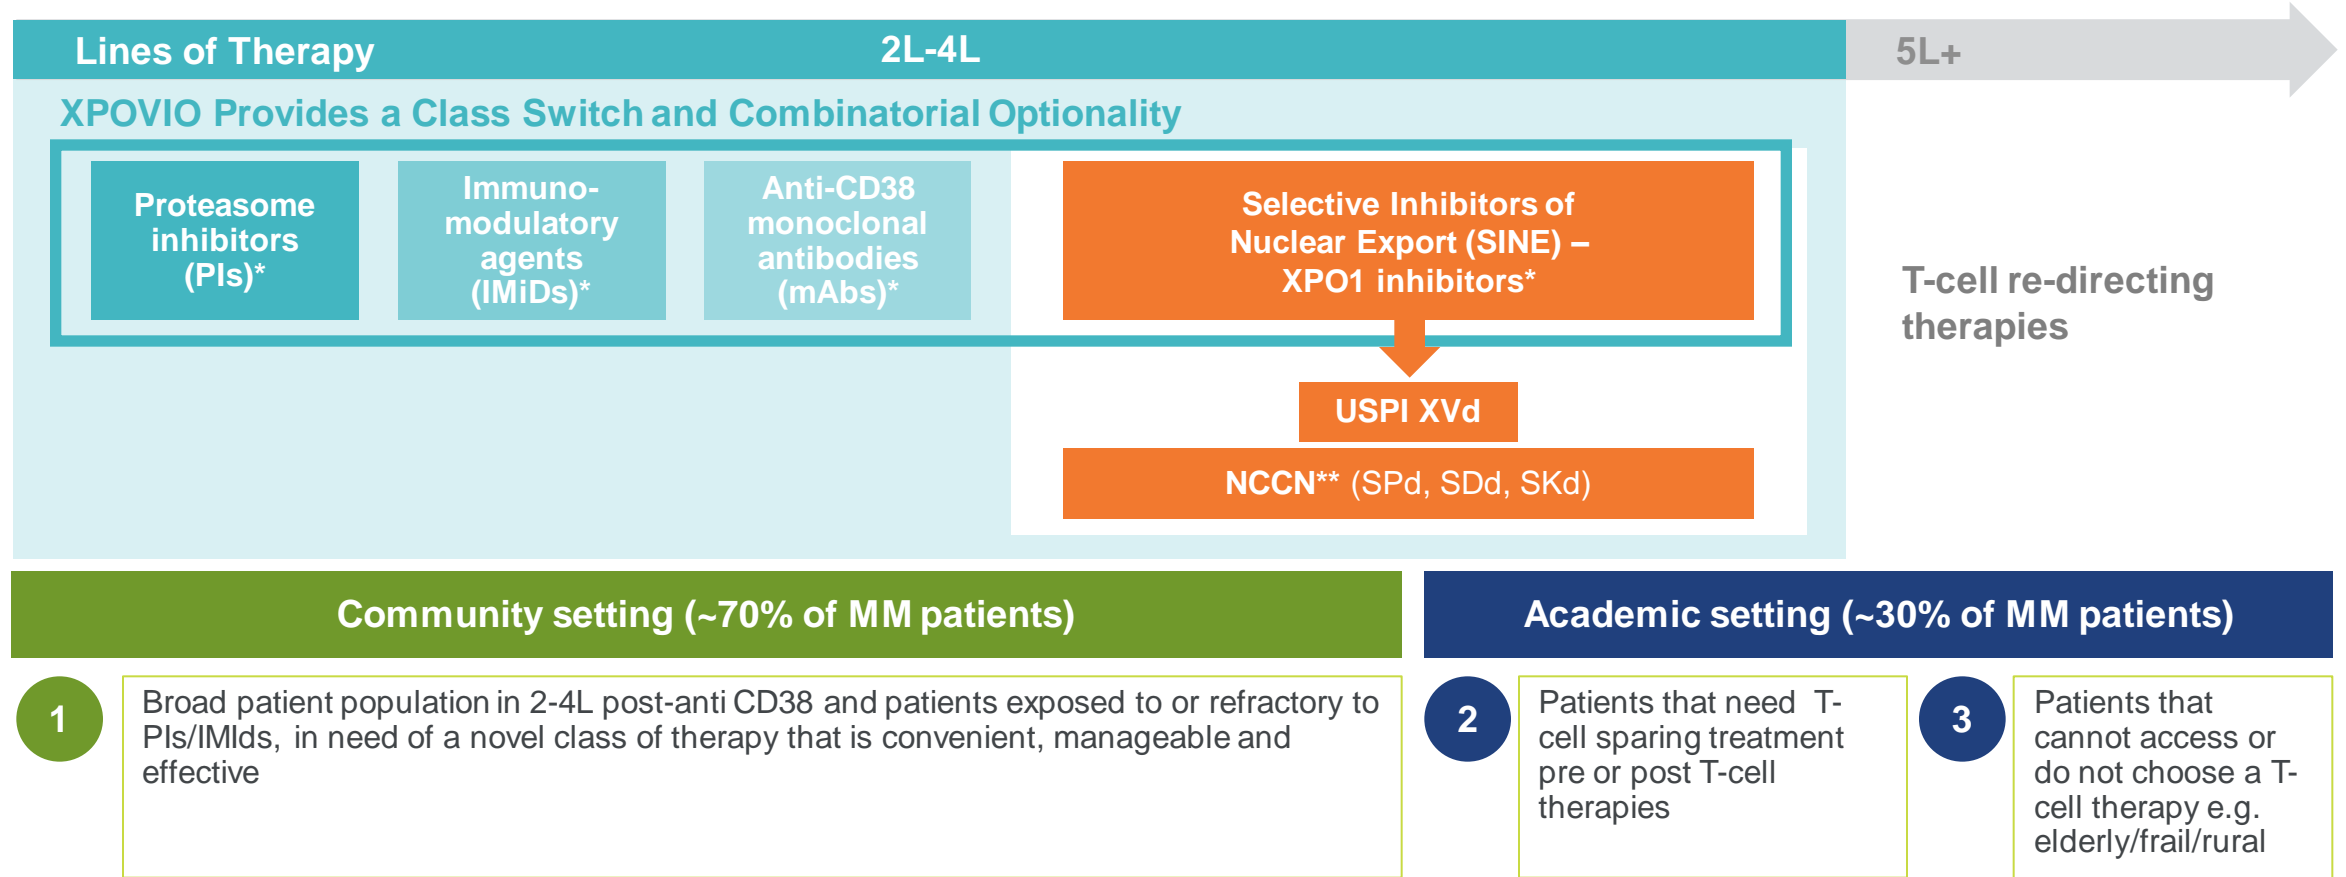 Lines of Therapy
2L-4L
5L+
XPOVIO Provides a Class Switch and Combinatorial Optionality
Proteasome
inhibitors
(PIs)*
Immuno-
modulatory
agents
(IMiDs)*
Anti-CD38
monoclonal
antibodies
(mAbs)*
Selective Inhibitors of
Nuclear Export (SINE) –
XPO1 inhibitors*
T-cell re-directing
therapies
USPI XVd
NCCN** (SPd, SDd, SKd)
Community setting (~70% of MM patients)
Academic setting (~30% of MM patients)
1
Broad patient population in 2-4L post-anti CD38 and patients exposed to or refractory to
PIs/IMIds, in need of a novel class of therapy that is convenient, manageable and
effective
2
Patients that need T-
cell sparing treatment
pre or post T-cell
therapies
3
Patients that
cannot access or
do not choose a T-
cell therapy e.g.
elderly/frail/rural